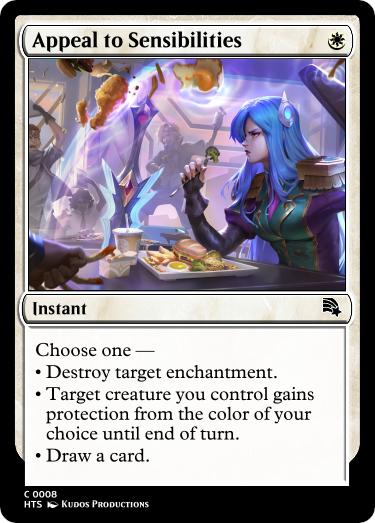 Appeal to Sensibilities
Instant
Choose one —
• Destroy target enchantment.
• Target creature you control gains
protection from the color of your
choice until end of turn.
• Draw a card.
C 0008
HTS Kudos Productions